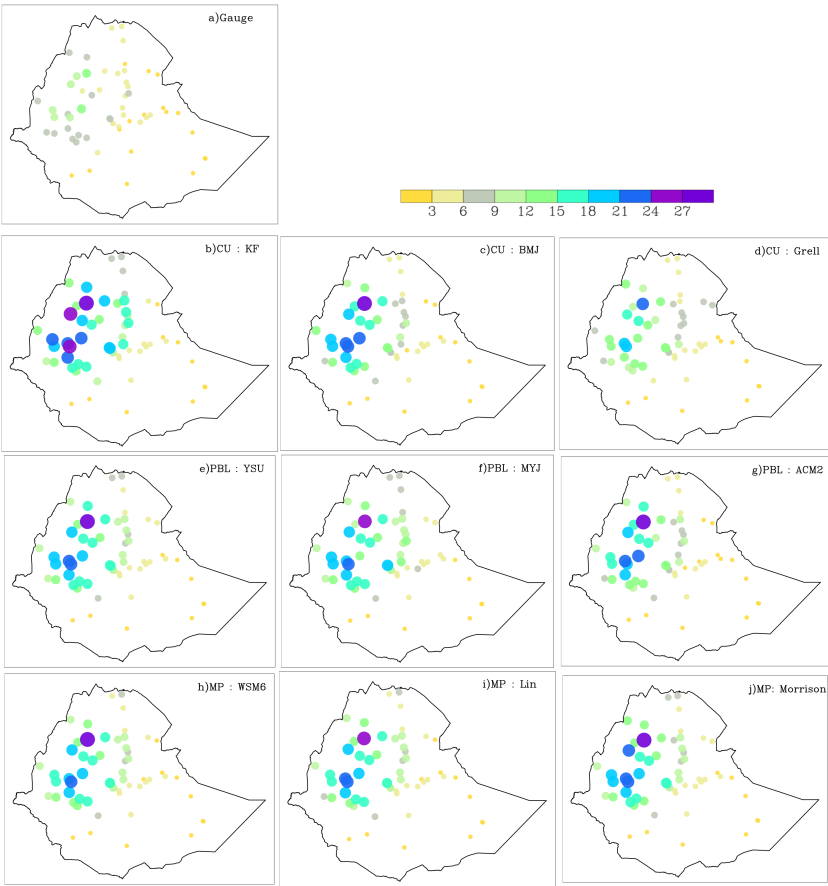 a)Gauge
3 6 9 12 15 18 21 24 27
b)CU : KF
c)CU : BMJ
d)CU : Grell
e)PBL : YSU
f)PBL : MYJ
g)PBL : ACM2
h)MP : WSM6
i)MP : Lin
j)MP: Morrison